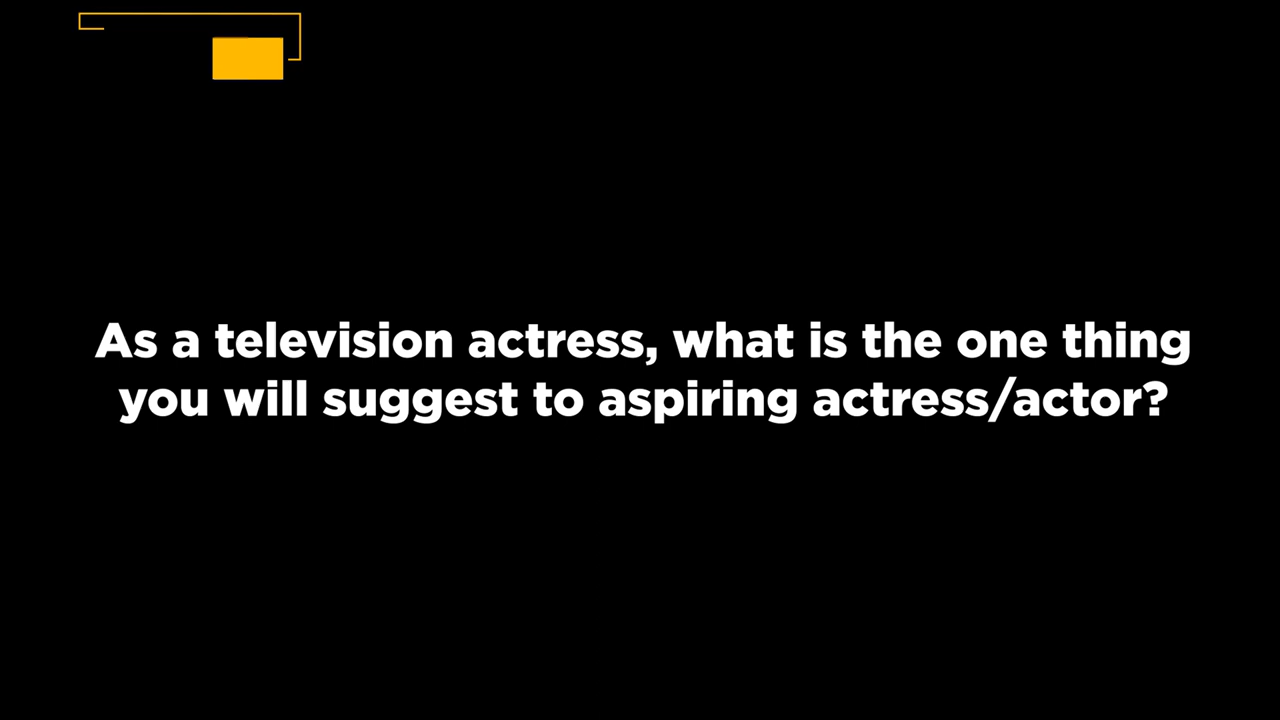 As a television actress, what is the one thing
you will suggest to aspiring actress/actor?